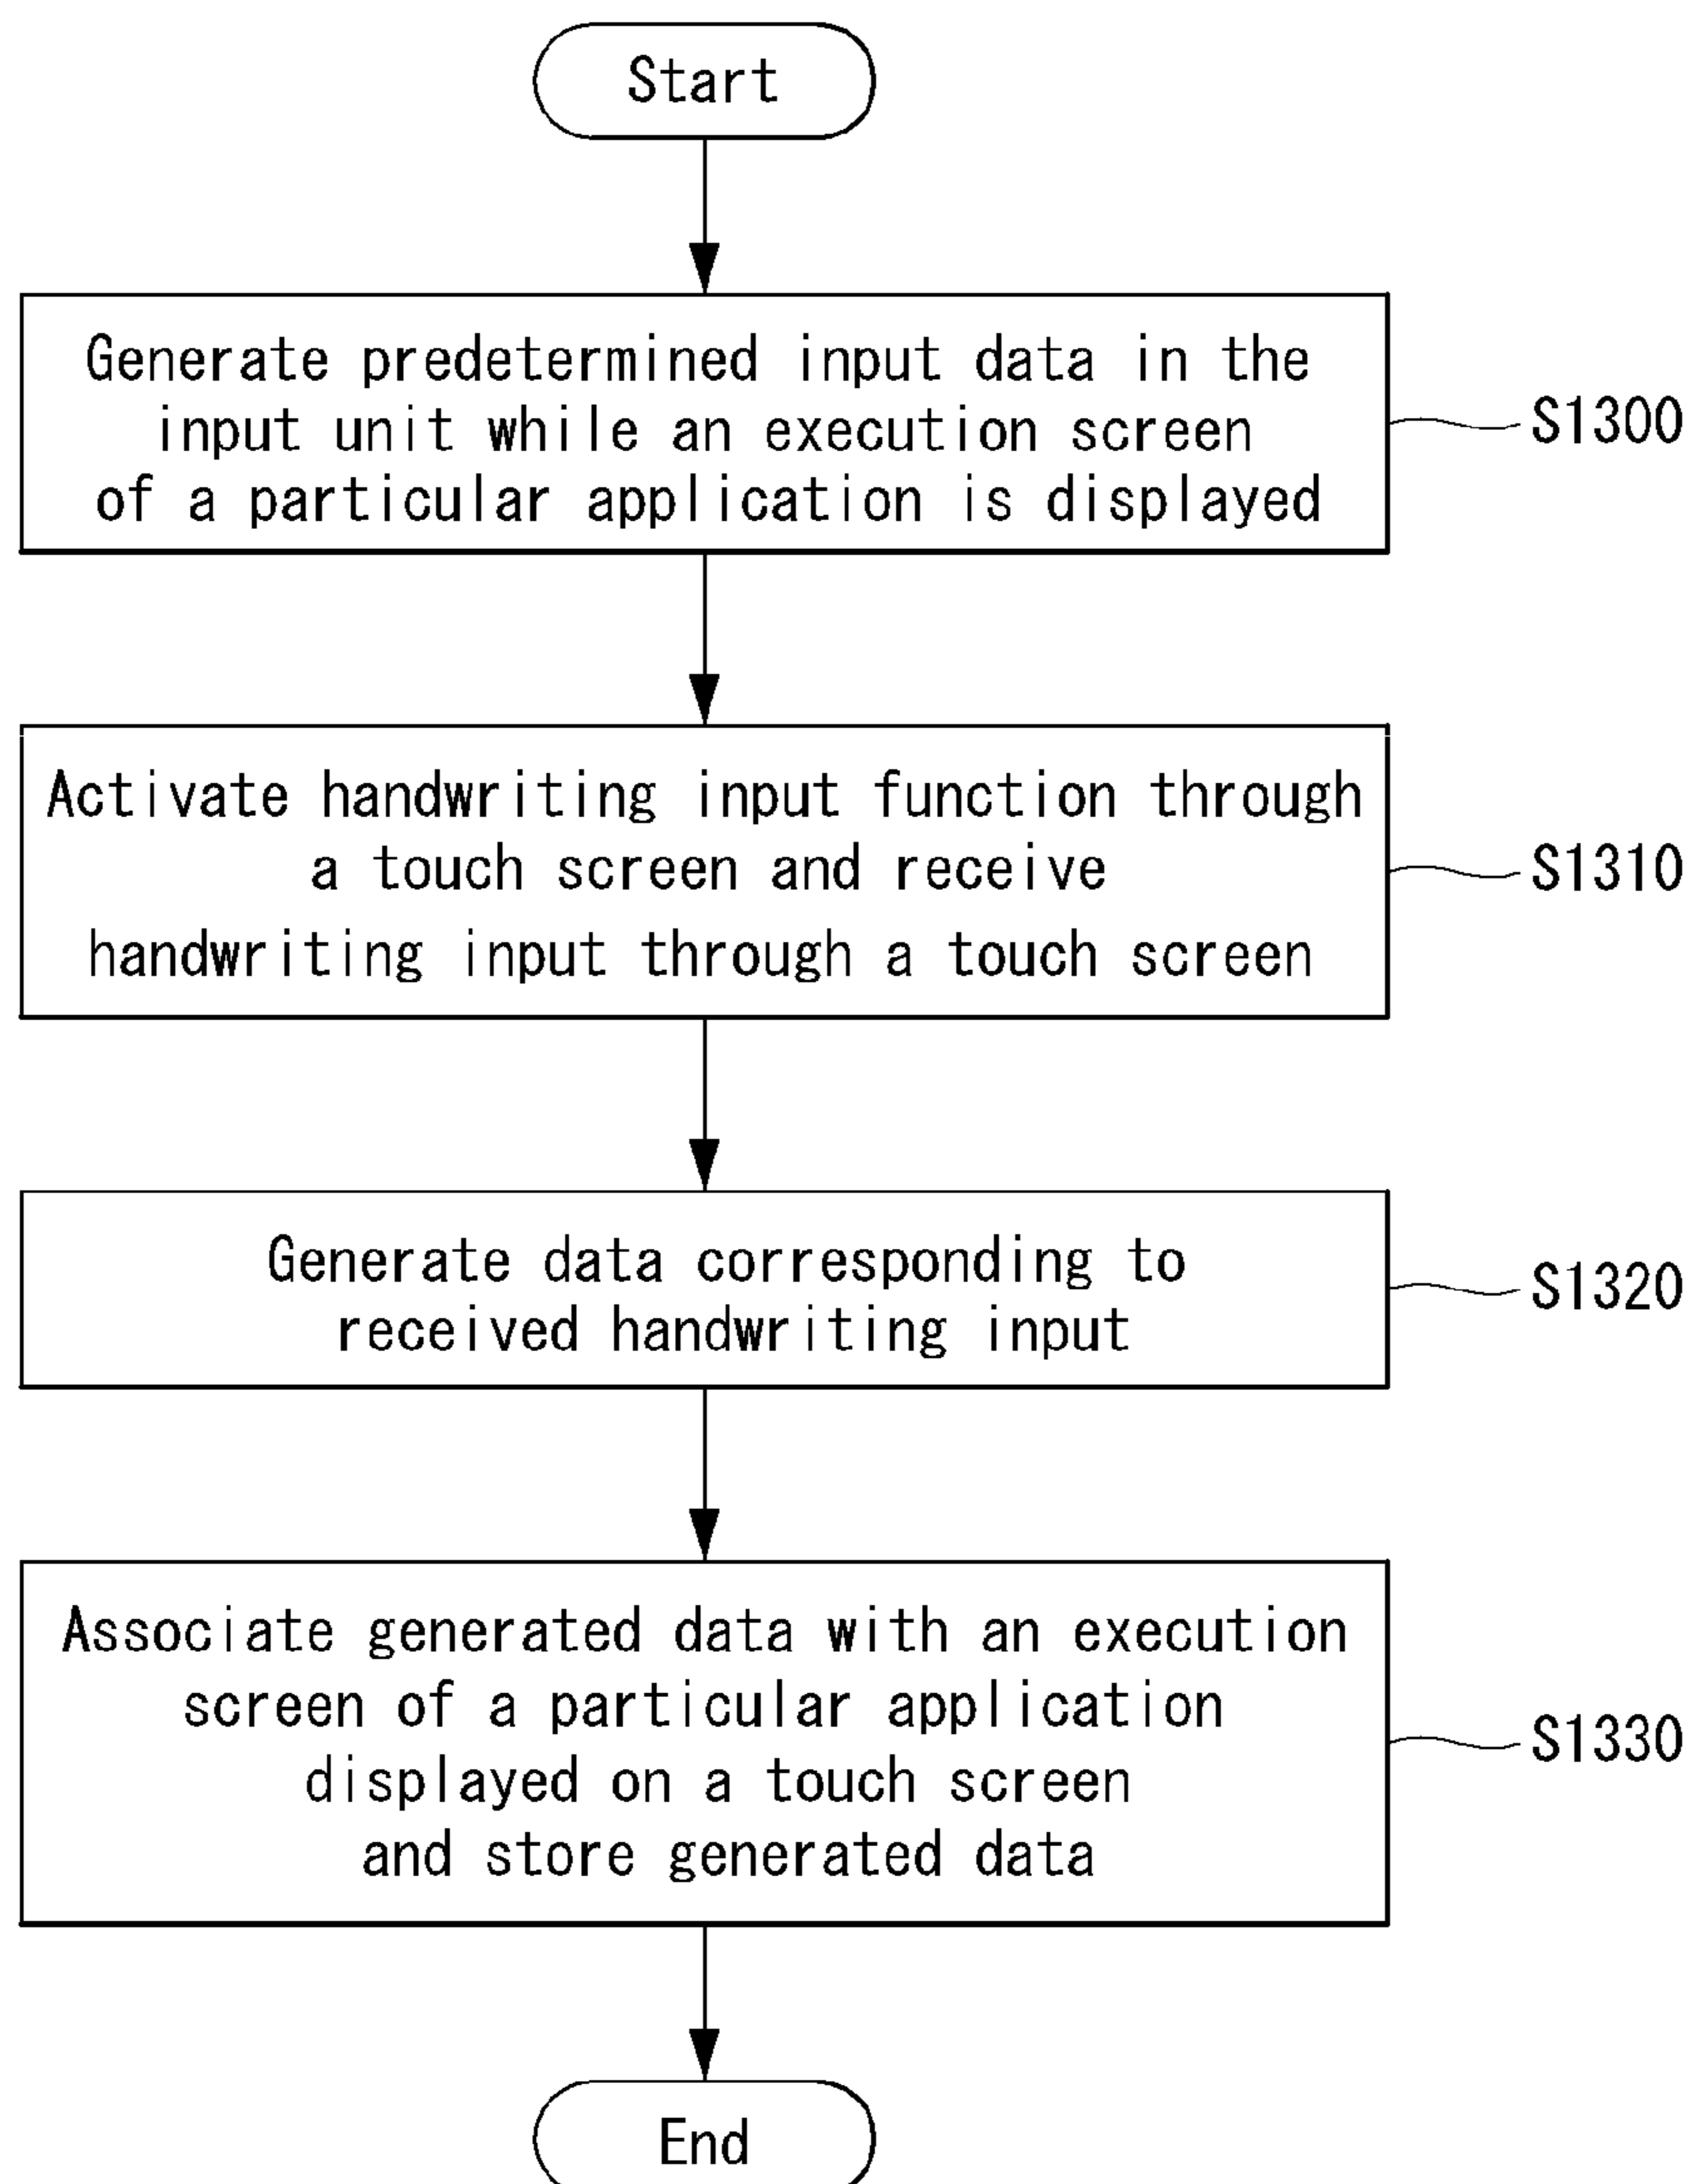 Start
Generate predetermined input data in the
input unit while an execution screen
of a particular application is displayed
S1300
Activate handwriting input function through
a touch screen and receive
handwriting input through a touch screen
S1310
Generate data corresponding to
received handwriting input
S1320
Associate generated data with an execution
screen of a particular application
displayed on a touch screen
and store generated data
S1330
End